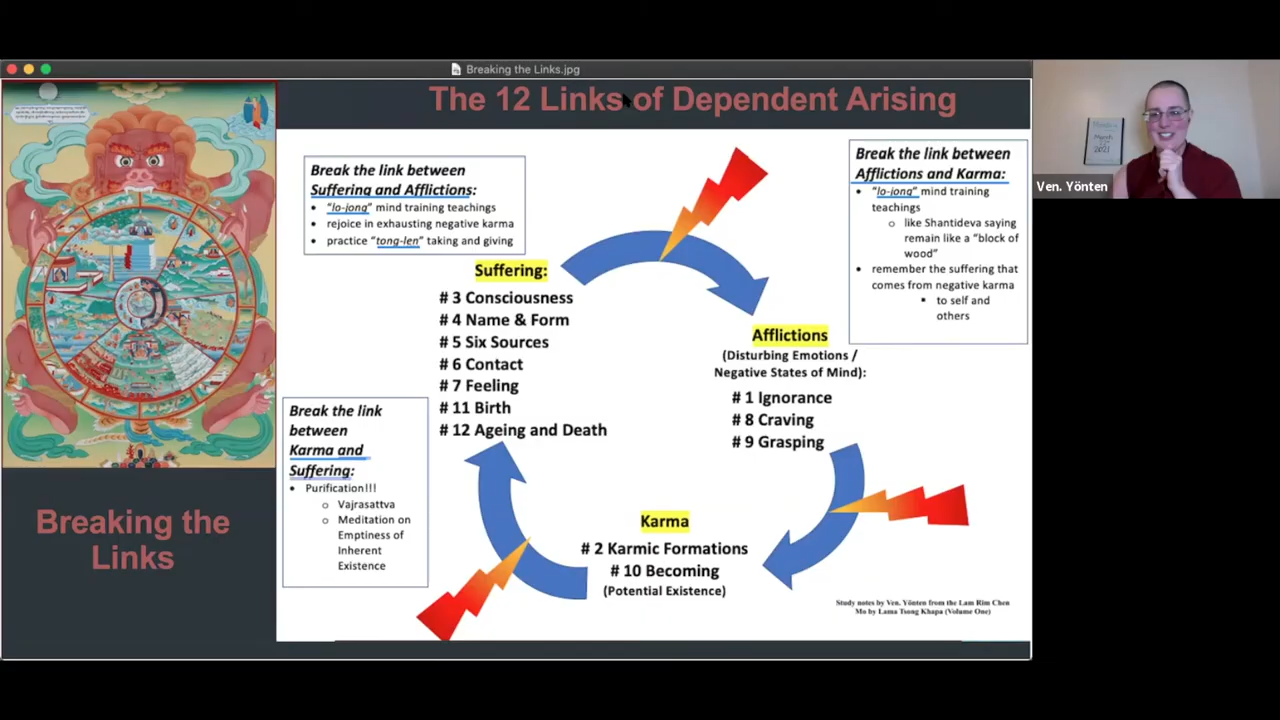 Breaking the Links.jpg
The 12 Links of Dependent Arising
Break the link between
Suffering and Afflictions:
• "lo-jong" mind training teachings
• rejoice in exhausting negative karma
• practice "tong-len" taking and giving
Break the link between
Afflictions and Karma:
• "lo-jong" mind training
teachings
o like Shantideva saying
remain like a "block of
wood"
• remember the suffering that
comes from negative karma
▪ to self and
others
Ven. Yönten
Suffering:
# 3 Consciousness
# 4 Name & Form
# 5 Six Sources
# 6 Contact
# 7 Feeling
# 11 Birth
# 12 Ageing and Death
Afflictions
(Disturbing Emotions /
Negative States of Mind):
# 1 Ignorance
# 8 Craving
# 9 Grasping
Break the link
between
Karma and
Suffering:
• Purification!!!
o Vajrasattva
o Meditation on
Emptiness of
Inherent
Existence
Karma
# 2 Karmic Formations
# 10 Becoming
(Potential Existence)
Breaking the
Links
Study notes by Ven. Yönten from the Lam Rim Chen
Mo by Lama Tsong Khapa (Volume One)
2021